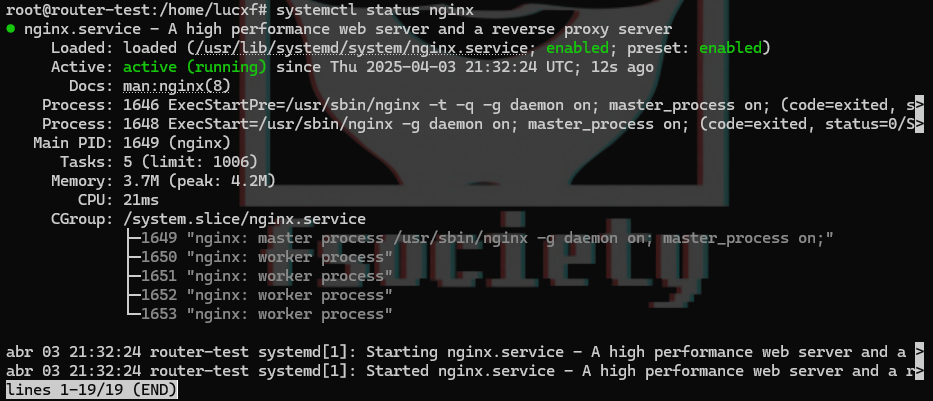 root@router-test:/home/lucxf# systemctl status nginx
● nginx.service - A high performance web server and a reverse proxy server
     Loaded: loaded (/usr/lib/systemd/system/nginx.service; enabled; preset: enabled)
     Active: active (running) since Thu 2025-04-03 21:32:24 UTC; 12s ago
       Docs: man:nginx(8)
    Process: 1646 ExecStartPre=/usr/sbin/nginx -t -q -g daemon on; master_process on; (code=exited, s>
    Process: 1648 ExecStart=/usr/sbin/nginx -g daemon on; master_process on; (code=exited, status=0/S>
   Main PID: 1649 (nginx)
      Tasks: 5 (limit: 1006)
     Memory: 3.7M (peak: 4.2M)
        CPU: 21ms
     CGroup: /system.slice/nginx.service
             ├─1649 "nginx: master process /usr/sbin/nginx -g daemon on; master_process on;"
             ├─1650 "nginx: worker process"
             ├─1651 "nginx: worker process"
             ├─1652 "nginx: worker process"
             └─1653 "nginx: worker process"
fsociety
abr 03 21:32:24 router-test systemd[1]: Starting nginx.service - A high performance web server and a >
abr 03 21:32:24 router-test systemd[1]: Started nginx.service - A high performance web server and a r>
lines 1-19/19 (END)